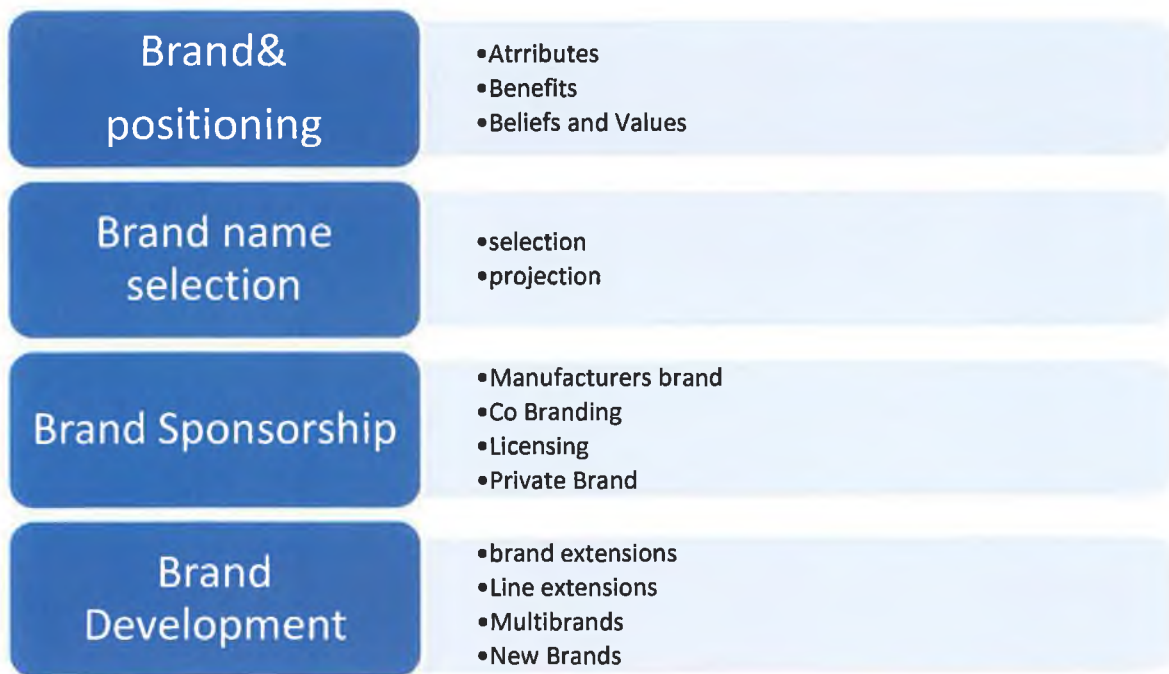 Brand&
positioning
•Atrributes
•Benefits
•Beliefs and Values
Brand name
selection
•selection
•projection
Brand Sponsorship
•Manufacturers brand
•Co Branding
•Licensing
•Private Brand
Brand
Development
•brand extensions
•Line extensions
•Multibrands
•New Brands